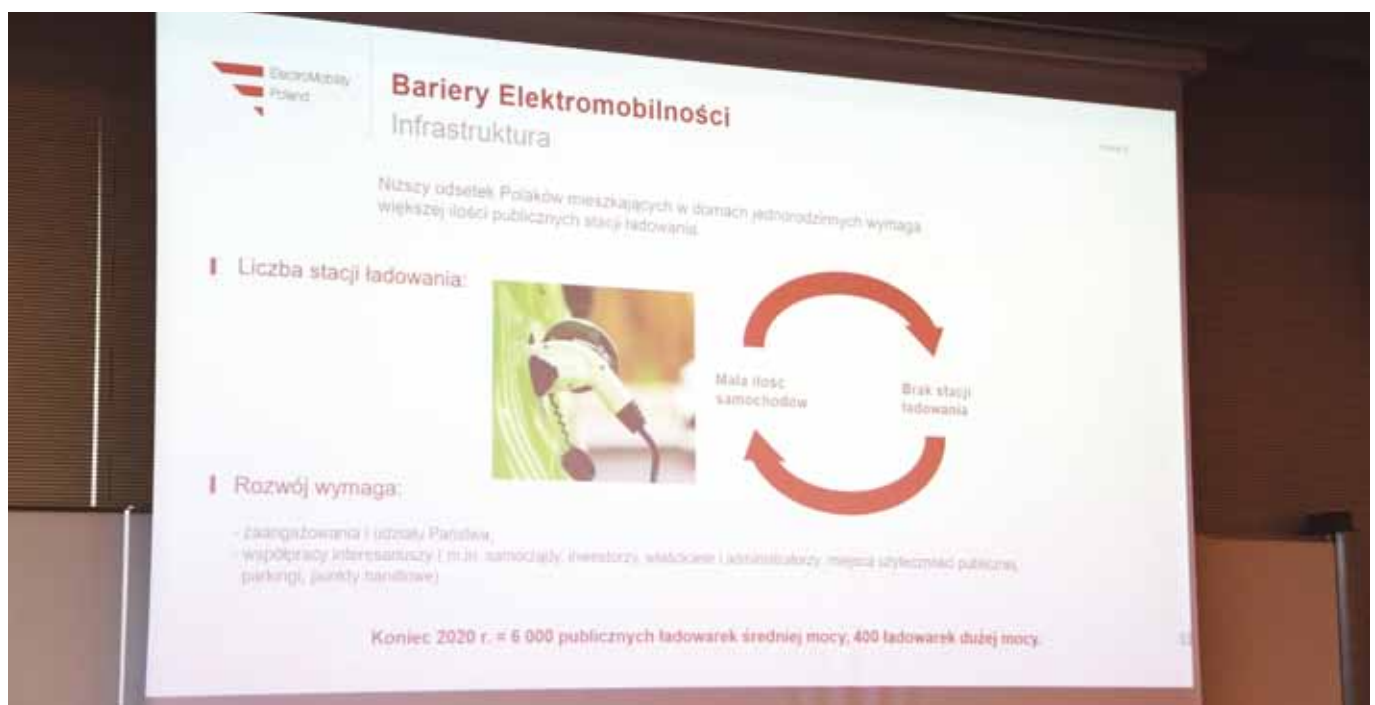 ElectroMobility
Poland
Bariery Elektromobilności
Infrastruktura
Niższy odsetek Polaków mieszkających w domach jednorodzinnych wymaga
większej ilości publicznych stacji ładowania.
Liczba stacji ładowania:
Mała ilość
samochodów
Brak stacji
ładowania
Rozwój wymaga:
- zaangażowania i udziału Państwa,
- współpracy interesariuszy ( m.in. samorządy, inwestorzy, właściciele i administratorzy, miejsca użyteczności publicznej,
parkingi, punkty handlowe)
Koniec 2020 r. = 6 000 publicznych ładowarek średniej mocy; 400 ładowarek dużej mocy.